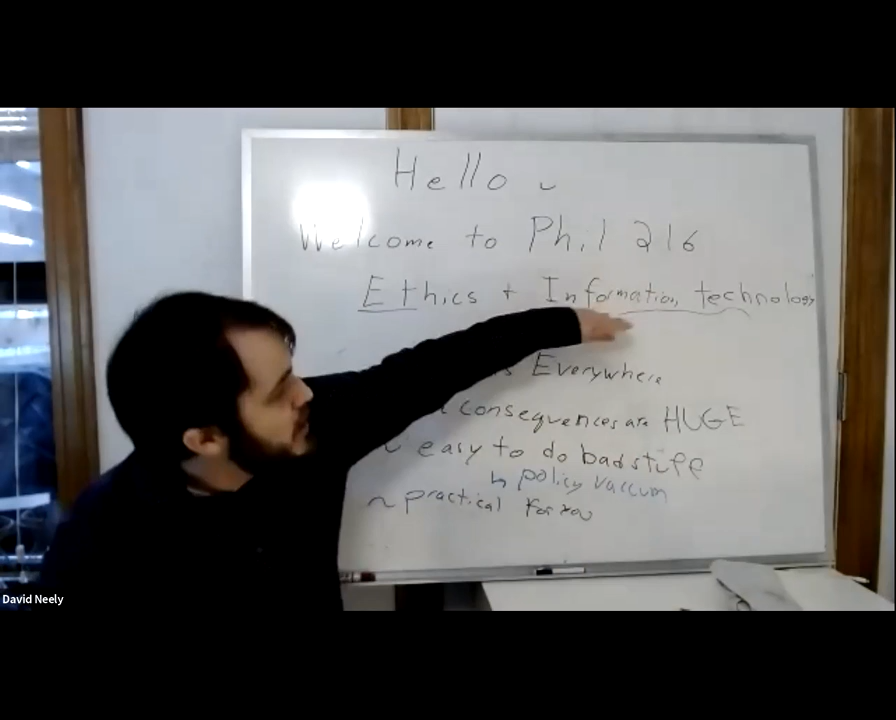 Hello
Welcome to Phil 216
Ethics + Information technology
Everywhere
consequences are HUGE
~ easy to do bad stuff
↳ policy vaccum
~ practical for you
David Neely